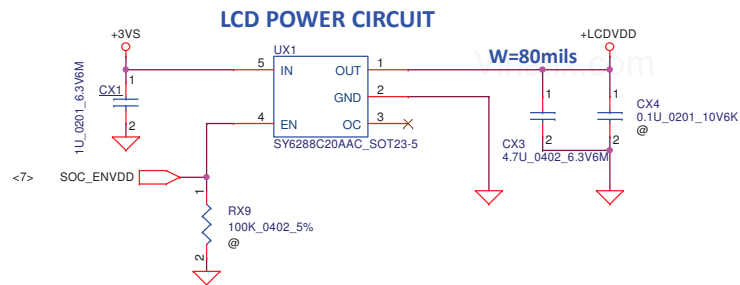 LCD POWER CIRCUIT
+3VS
+LCDVDD
UX1
W=80mils
5 IN OUT 1
GND 2
4 EN OC 3
SY6288C20AAC_SOT23-5
1
CX1
2
1U_0201_6.3V6M
1
2
CX3
4.7U_0402_6.3V6M
1
2
CX4
0.1U_0201_10V6K
@
<7> SOC_ENVDD
1
2
RX9
100K_0402_5%
@